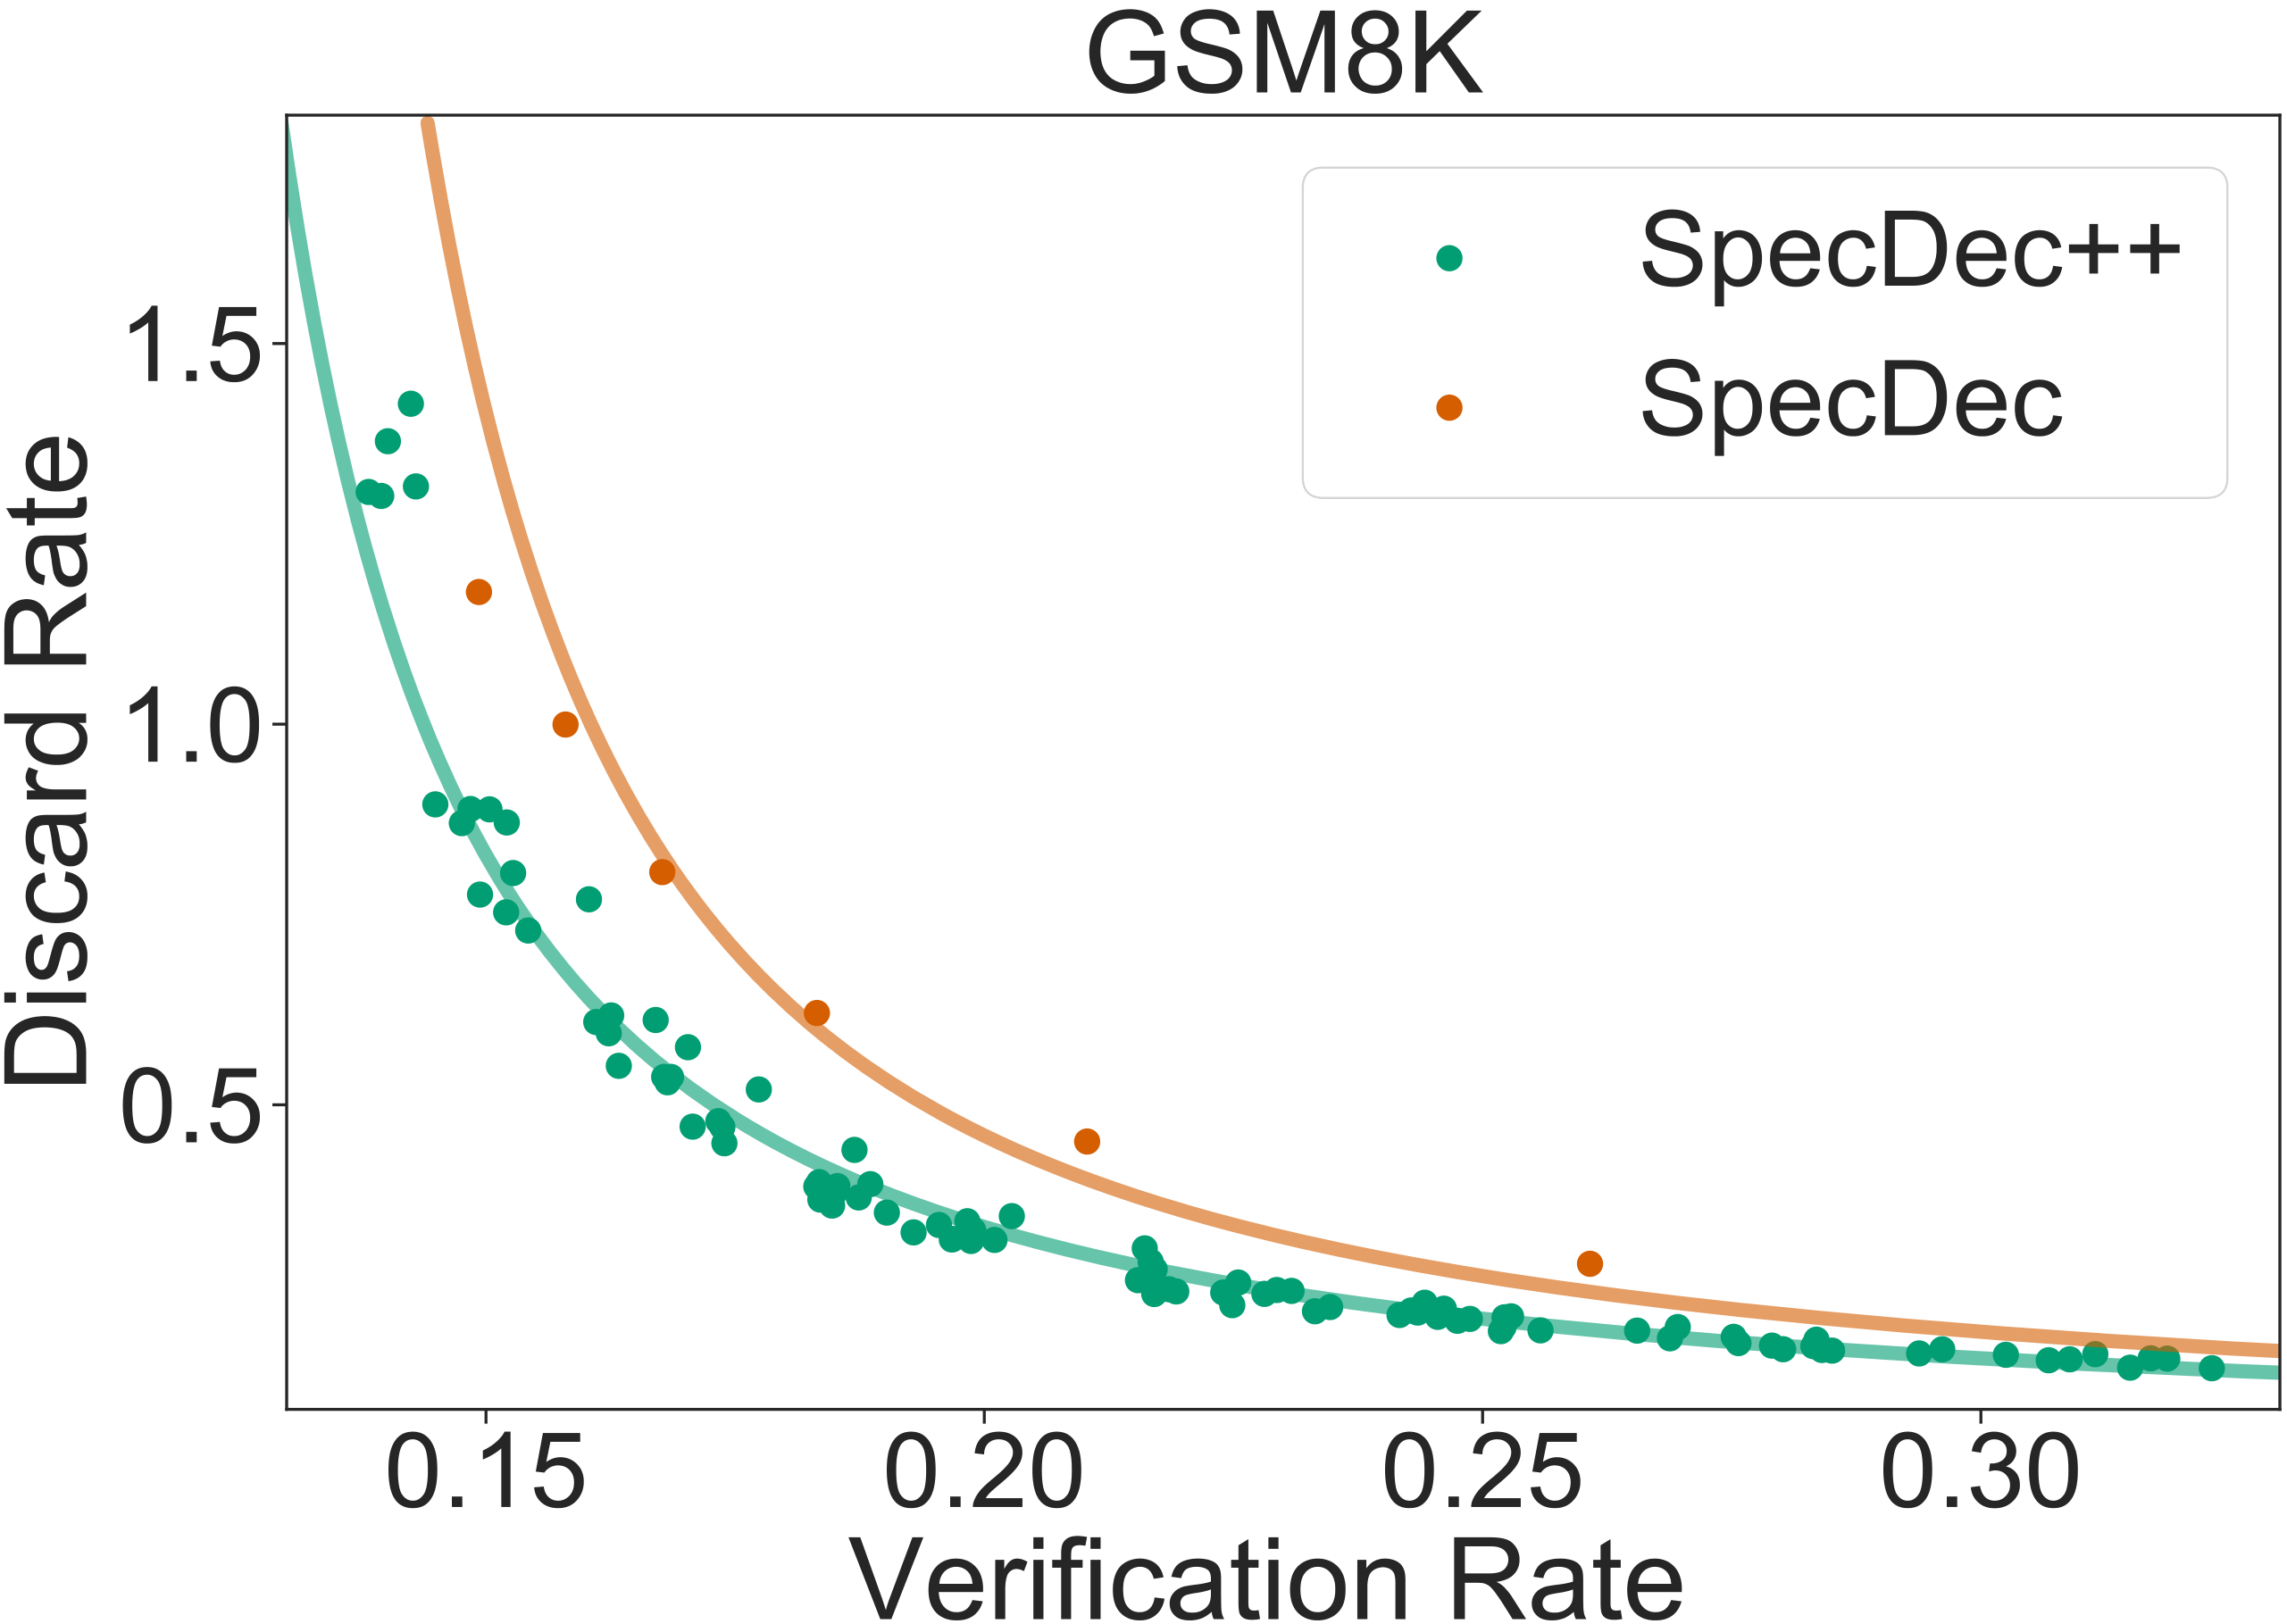 GSM8K
SpecDec++
SpecDec
Discard Rate
1.5
1.0
0.5
0.15 0.20 0.25 0.30
Verification Rate